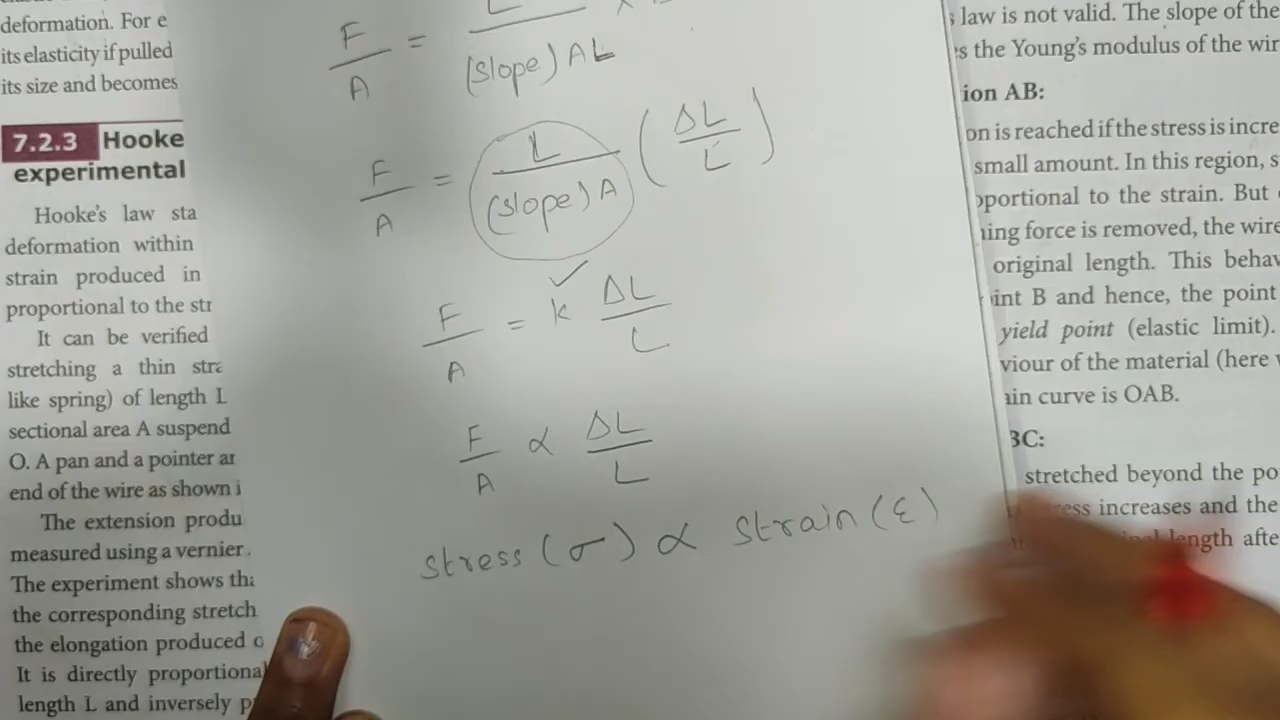 deformation. For e
its elasticity if pulled
its size and becomes
7.2.3 Hooke
experimental
Hooke's law sta
deformation within
strain produced in
proportional to the str
It can be verified
stretching a thin stra
like spring) of length L
sectional area A suspend
O. A pan and a pointer ar
end of the wire as shown i
The extension produ
measured using a vernier
The experiment shows tha
the corresponding stretch
the elongation produced o
It is directly proportional
length L and inversely p
F/A = L/(slope) AL ×
F/A = L/(slope) A (ΔL/L)
F/A = k ΔL/L
F/A ∝ ΔL/L
stress (σ) ∝ strain (ε)
law is not valid. The slope of the
s the Young's modulus of the wir
ion AB:
on is reached if the stress is incre
small amount. In this region, s
oportional to the strain. But
ning force is removed, the wire
original length. This behav
int B and hence, the point
yield point (elastic limit).
viour of the material (here
ain curve is OAB.
BC:
stretched beyond the po
ress increases and the
length afte